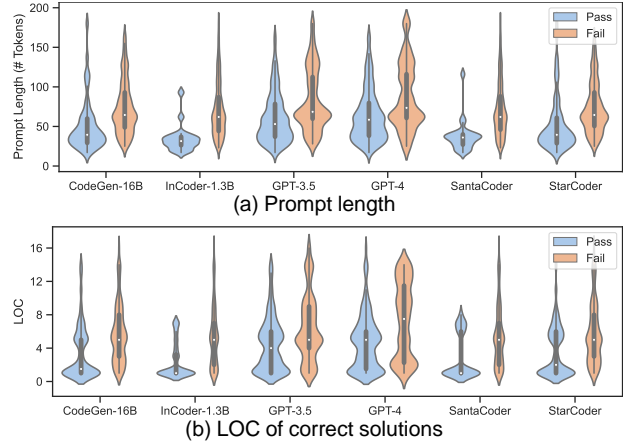 200
150
100
50
0
Prompt Length (# Tokens)
Pass
Fail
CodeGen-16B InCoder-1.3B GPT-3.5 GPT-4 SantaCoder StarCoder
(a) Prompt length
16
12
8
4
0
LOC
Pass
Fail
CodeGen-16B InCoder-1.3B GPT-3.5 GPT-4 SantaCoder StarCoder
(b) LOC of correct solutions